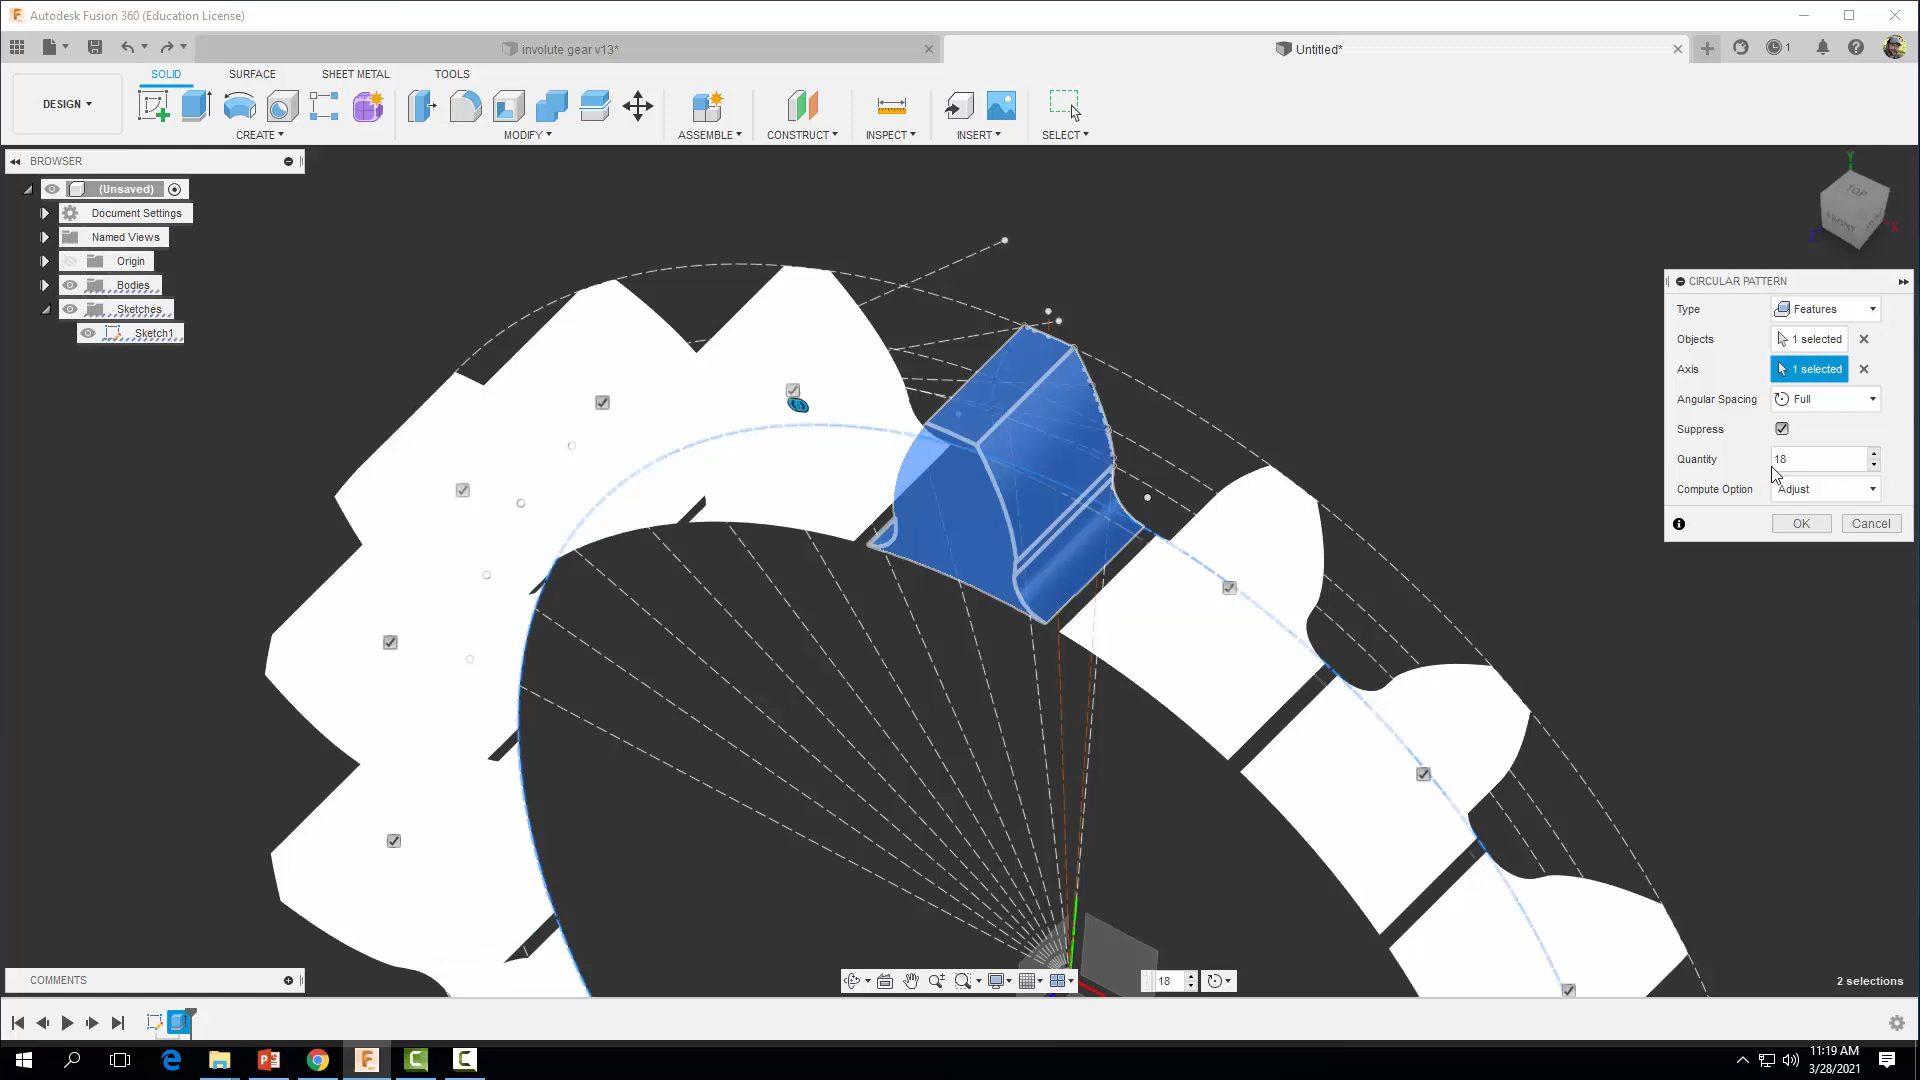 Autodesk Fusion 360 (Education License)
involute gear v13*
Untitled*
1
DESIGN
SOLID
SURFACE
SHEET METAL
TOOLS
CREATE
MODIFY
ASSEMBLE
CONSTRUCT
INSPECT
INSERT
SELECT
BROWSER
(Unsaved)
Document Settings
Named Views
Origin
Bodies
Sketches
Sketch1
TOP
FRONT
Y
X
Z
CIRCULAR PATTERN
Type Features
Objects 1 selected
Axis 1 selected
Angular Spacing Full
Suppress
Quantity 18
Compute Option Adjust
OK Cancel
COMMENTS
18
2 selections
11:19 AM
3/28/2021